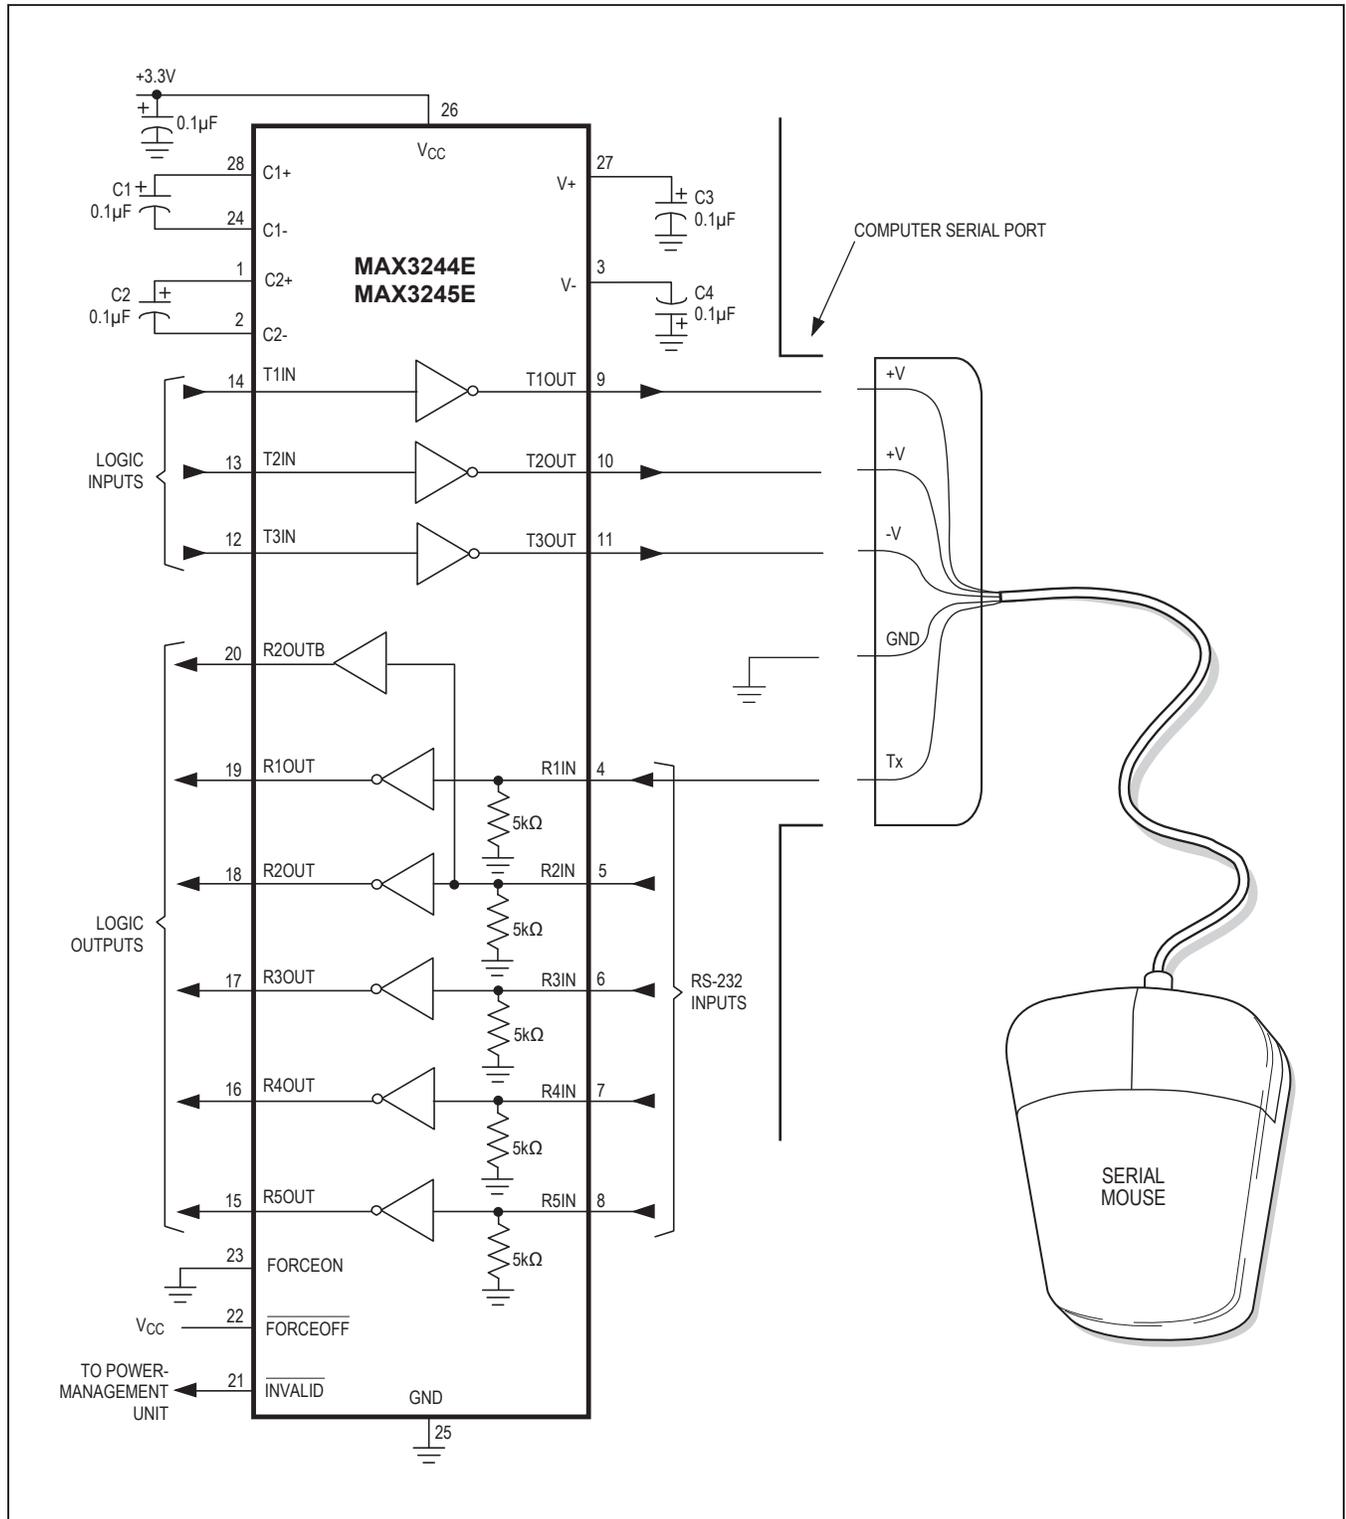 +3.3V
0.1µF
26
VCC
28
C1+
C1
0.1µF
24
C1-
27
V+
C3
0.1µF
MAX3244E
MAX3245E
1
C2+
C2
0.1µF
2
C2-
3
V-
C4
0.1µF
COMPUTER SERIAL PORT
LOGIC
INPUTS
14
T1IN
T1OUT
9
+V
13
T2IN
T2OUT
10
+V
12
T3IN
T3OUT
11
-V
20
R2OUTB
GND
LOGIC
OUTPUTS
19
R1OUT
R1IN
4
Tx
5kΩ
18
R2OUT
R2IN
5
5kΩ
17
R3OUT
R3IN
6
RS-232
INPUTS
5kΩ
16
R4OUT
R4IN
7
5kΩ
15
R5OUT
R5IN
8
5kΩ
SERIAL
MOUSE
23
FORCEON
VCC
22
FORCEOFF
TO POWER-
MANAGEMENT
UNIT
21
INVALID
GND
25